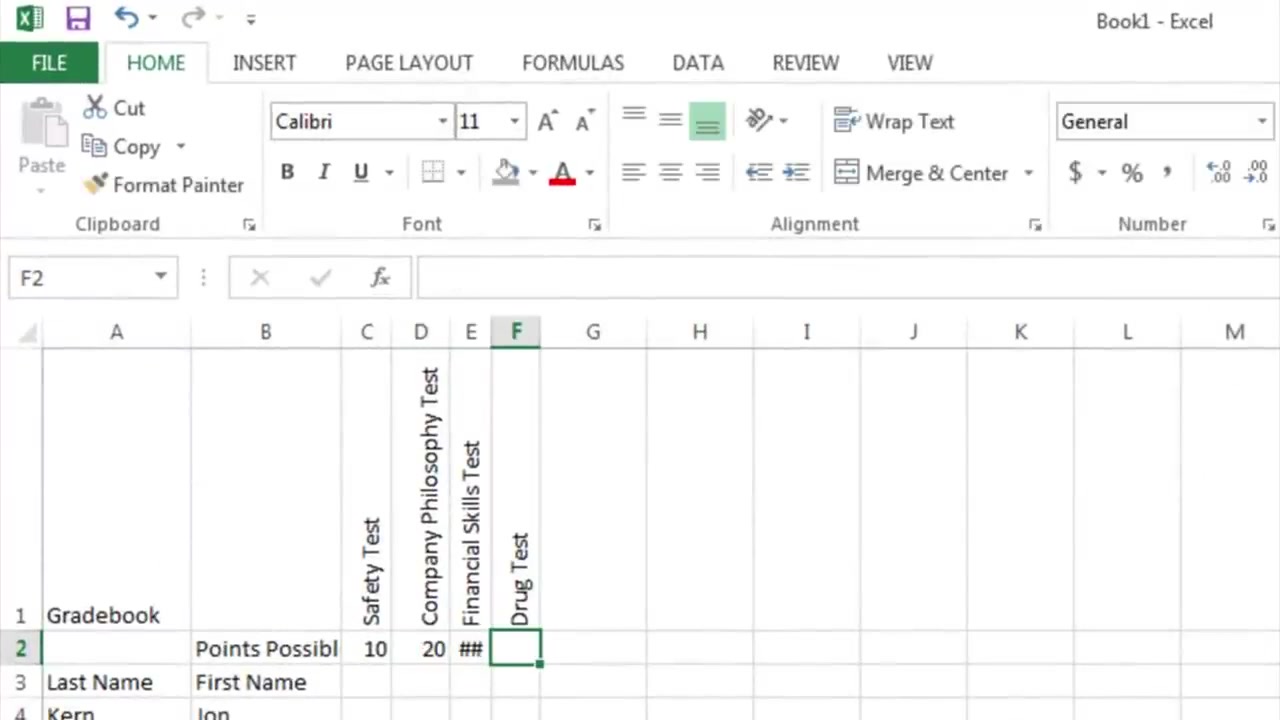 Book1 - Excel
FILE HOME INSERT PAGE LAYOUT FORMULAS DATA REVIEW VIEW
Paste
Cut
Copy
Format Painter
Clipboard
Calibri 11
B I U A
Font
Wrap Text
Merge & Center
Alignment
General
$ % , .00 .00
Number
F2
fx
A B C D E F G H I J K L M
1 Gradebook Safety Test Company Philosophy Test Financial Skills Test Drug Test
2 Points Possibl 10 20 ##
3 Last Name First Name
4 Kern Jon